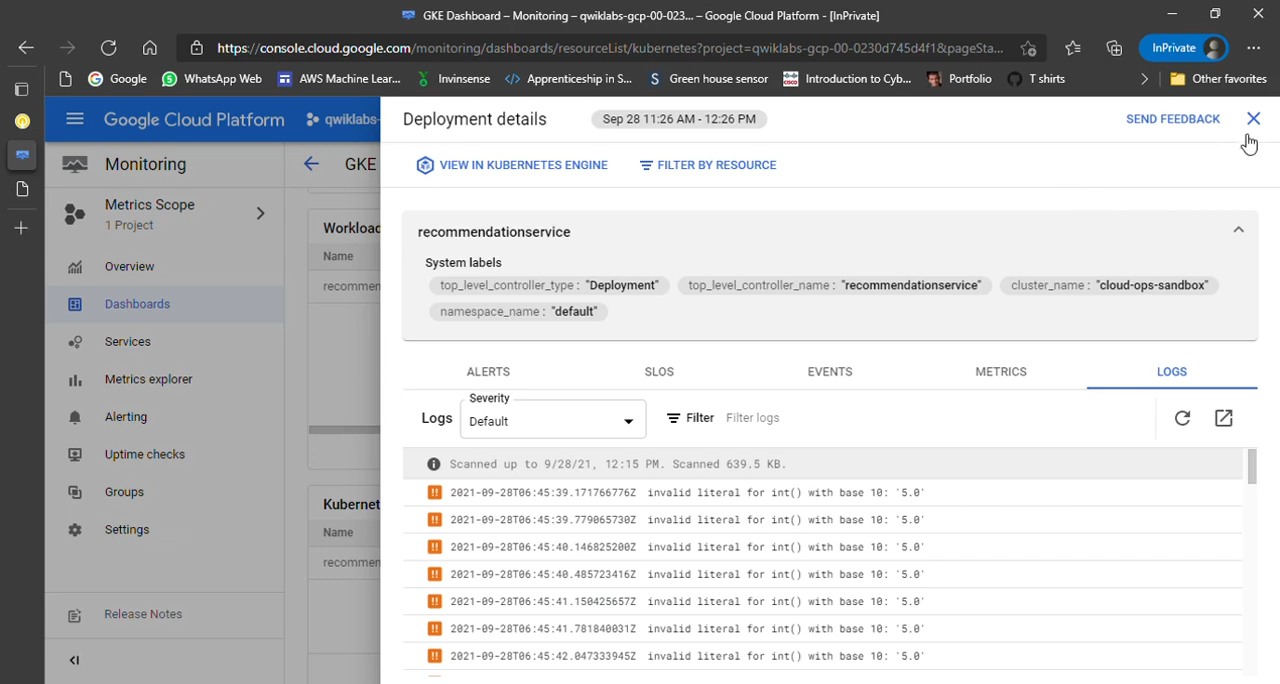 GKE Dashboard – Monitoring – qwiklabs-gcp-00-023... – Google Cloud Platform - [InPrivate]
https://console.cloud.google.com/monitoring/dashboards/resourceList/kubernetes?project=qwiklabs-gcp-00-0230d745d4f1&pageSta...
InPrivate
Google
WhatsApp Web
AWS Machine Lear...
Invinsense
Apprenticeship in S...
Green house sensor
Introduction to Cyb...
Portfolio
T shirts
Other favorites
Google Cloud Platform
qwiklabs-
Deployment details
Sep 28 11:26 AM - 12:26 PM
SEND FEEDBACK
Monitoring
GKE
VIEW IN KUBERNETES ENGINE
FILTER BY RESOURCE
Metrics Scope
1 Project
Overview
Dashboards
Services
Metrics explorer
Alerting
Uptime checks
Groups
Settings
Release Notes
Workload
Name
recommen
Kubernet
Name
recommen
recommendationservice
System labels
top_level_controller_type : "Deployment"
top_level_controller_name : "recommendationservice"
cluster_name : "cloud-ops-sandbox"
namespace_name : "default"
ALERTS
SLOS
EVENTS
METRICS
LOGS
Logs
Severity
Default
Filter
Filter logs
Scanned up to 9/28/21, 12:15 PM. Scanned 639.5 KB.
2021-09-28T06:45:39.171766776Z invalid literal for int() with base 10: '5.0'
2021-09-28T06:45:39.779065730Z invalid literal for int() with base 10: '5.0'
2021-09-28T06:45:40.146825200Z invalid literal for int() with base 10: '5.0'
2021-09-28T06:45:40.485723416Z invalid literal for int() with base 10: '5.0'
2021-09-28T06:45:41.150425657Z invalid literal for int() with base 10: '5.0'
2021-09-28T06:45:41.781840031Z invalid literal for int() with base 10: '5.0'
2021-09-28T06:45:42.047333945Z invalid literal for int() with base 10: '5.0'